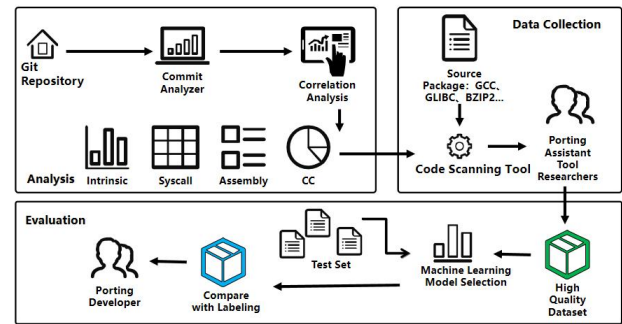 Git
Repository
Commit
Analyzer
Correlation
Analysis
Analysis
Intrinsic
Syscall
Assembly
CC
Data Collection
Source
Package：GCC、
GLIBC、BZIP2...
Code Scanning Tool
Porting
Assistant
Tool
Researchers
Evaluation
Porting
Developer
Compare
with Labeling
Test Set
Machine Learning
Model Selection
High
Quality
Dataset